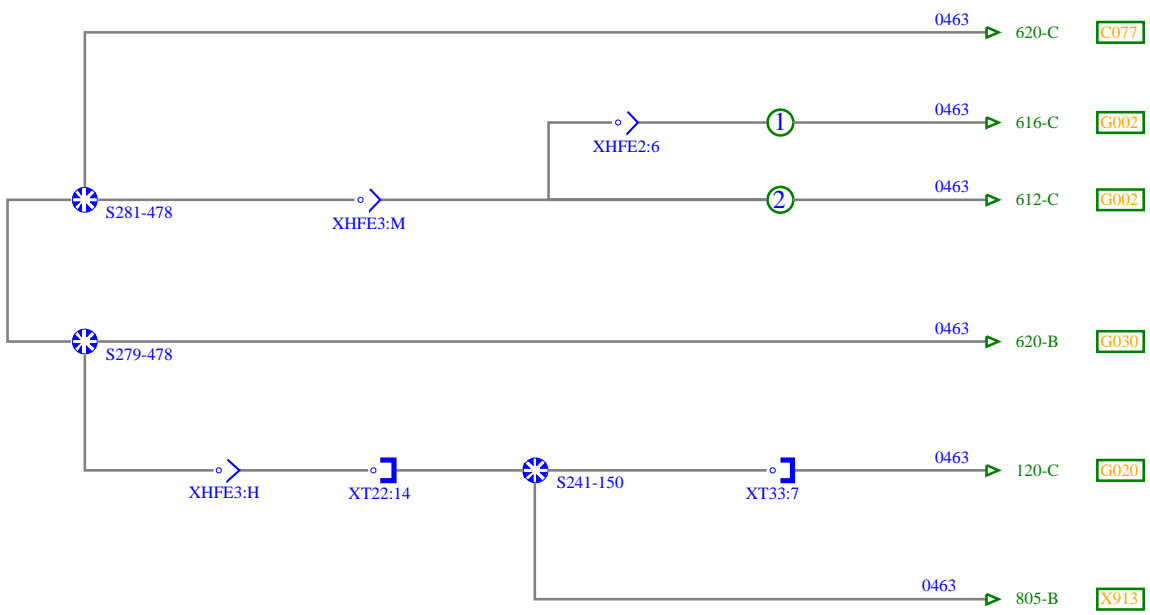 0463
620-C C077
0463
616-C G002
XHFE2:6
1
0463
612-C G002
2
S281-478
XHFE3:M
0463
620-B G030
S279-478
0463
120-C G020
XHFE3:H
XT22:14
S241-150
XT33:7
0463
805-B X913